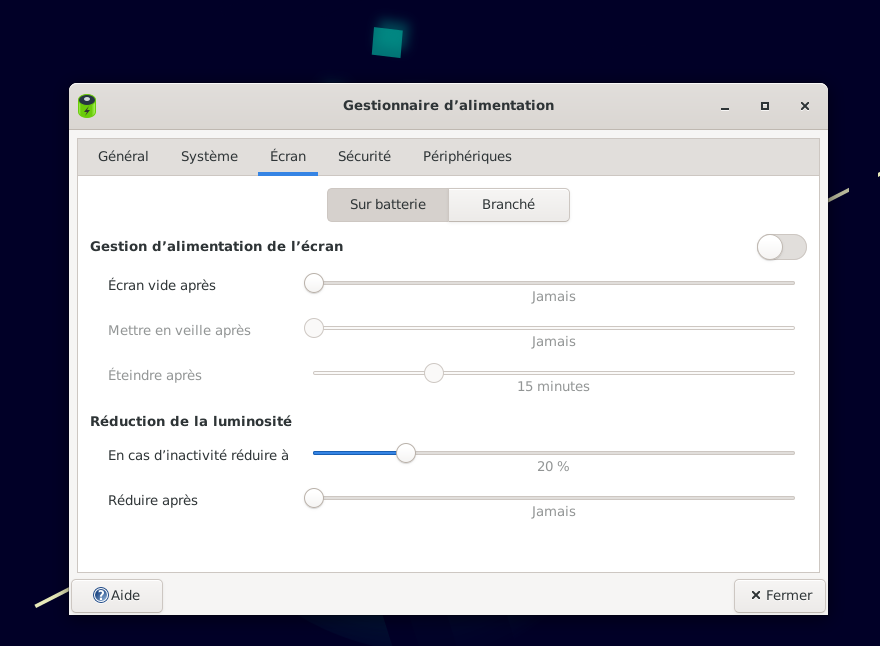 Gestionnaire d’alimentation
Général Système Écran Sécurité Périphériques
Sur batterie Branché
Gestion d’alimentation de l’écran
Écran vide après
Jamais
Mettre en veille après
Jamais
Éteindre après
15 minutes
Réduction de la luminosité
En cas d’inactivité réduire à
20 %
Réduire après
Jamais
Aide Fermer